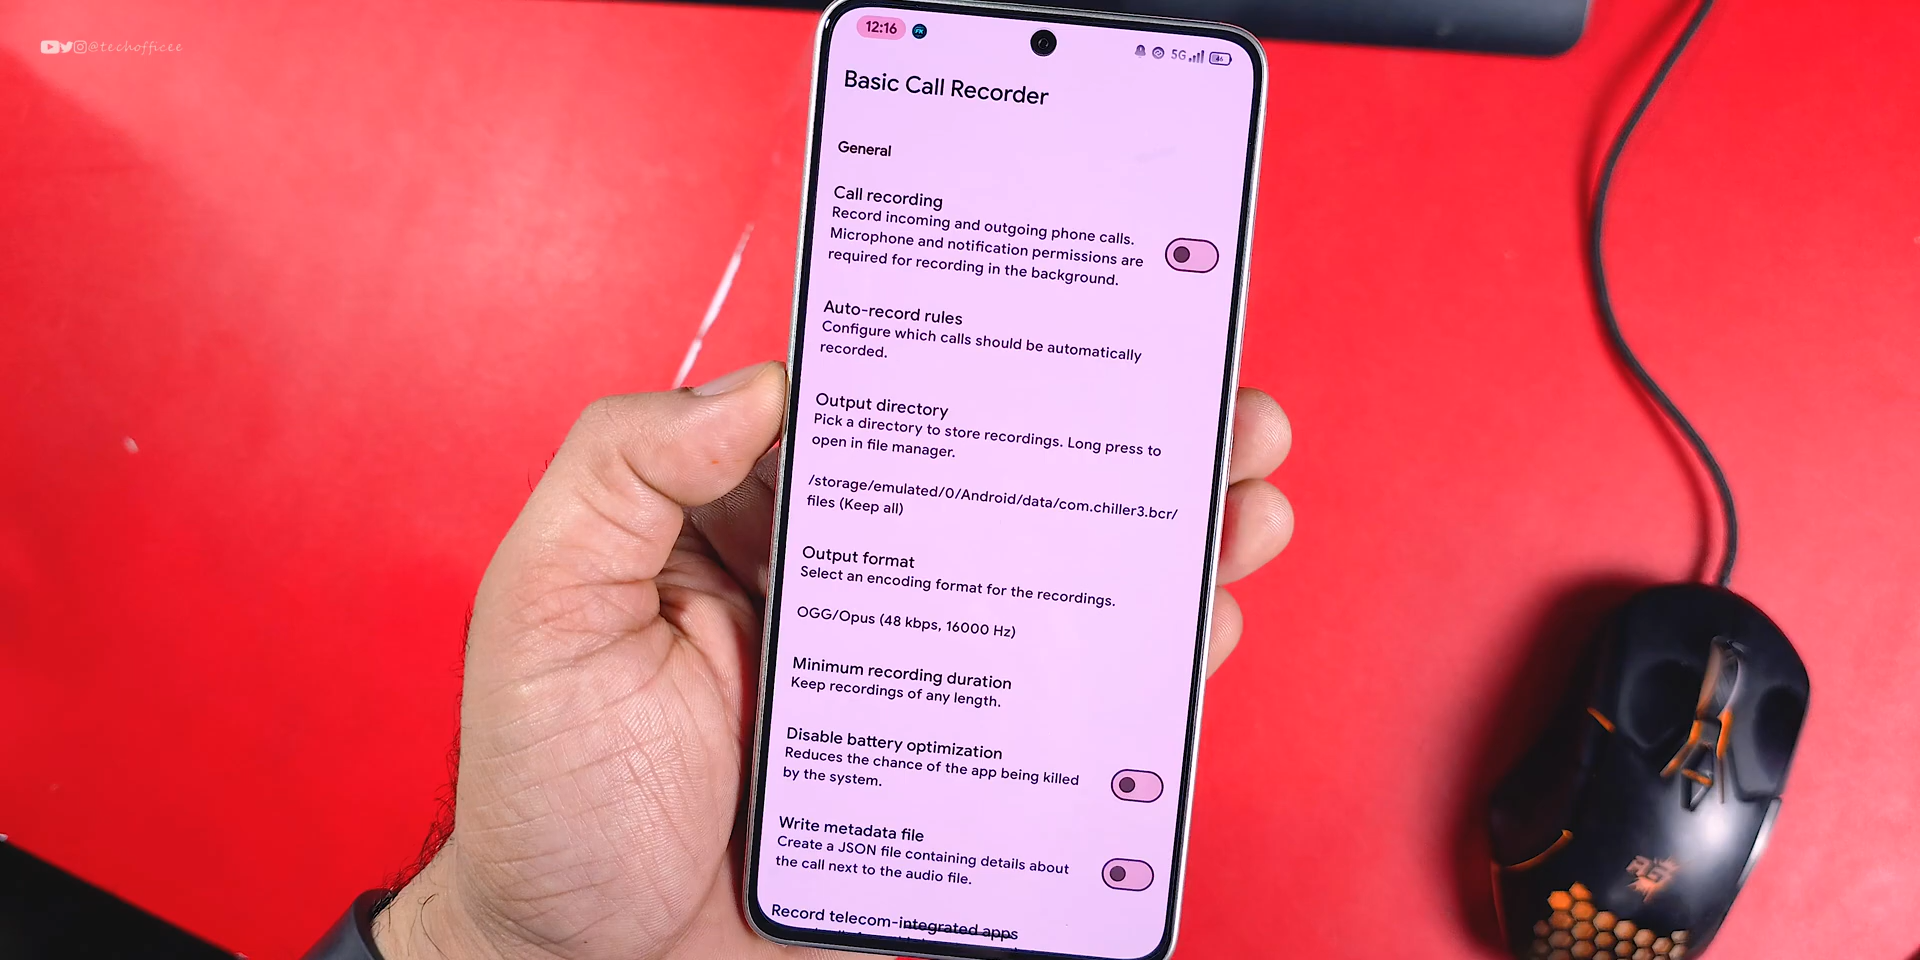 @techofficee
12:16
5G
46
Basic Call Recorder
General
Call recording
Record incoming and outgoing phone calls.
Microphone and notification permissions are
required for recording in the background.
Auto-record rules
Configure which calls should be automatically
recorded.
Output directory
Pick a directory to store recordings. Long press to
open in file manager.
/storage/emulated/0/Android/data/com.chiller3.bcr/
files (Keep all)
Output format
Select an encoding format for the recordings.
OGG/Opus (48 kbps, 16000 Hz)
Minimum recording duration
Keep recordings of any length.
Disable battery optimization
Reduces the chance of the app being killed
by the system.
Write metadata file
Create a JSON file containing details about
the call next to the audio file.
Record telecom-integrated apps